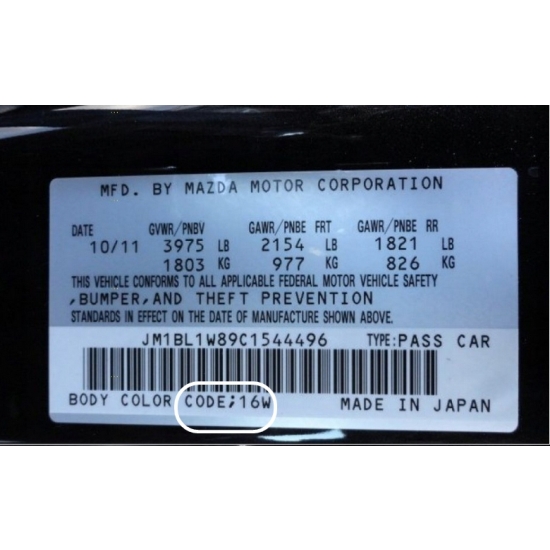 MFD. BY MAZDA MOTOR CORPORATION
DATE GVWR/PNBV GAWR/PNBE FRT GAWR/PNBE RR
10/11 3975 LB 2154 LB 1821 LB
1803 KG 977 KG 826 KG
THIS VEHICLE CONFORMS TO ALL APPLICABLE FEDERAL MOTOR VEHICLE SAFETY
,BUMPER,AND THEFT PREVENTION
STANDARDS IN EFFECT ON THE DATE OF MANUFACTURE SHOWN ABOVE.
JM1BL1W89C1544496 TYPE:PASS CAR
BODY COLOR CODE;16W MADE IN JAPAN